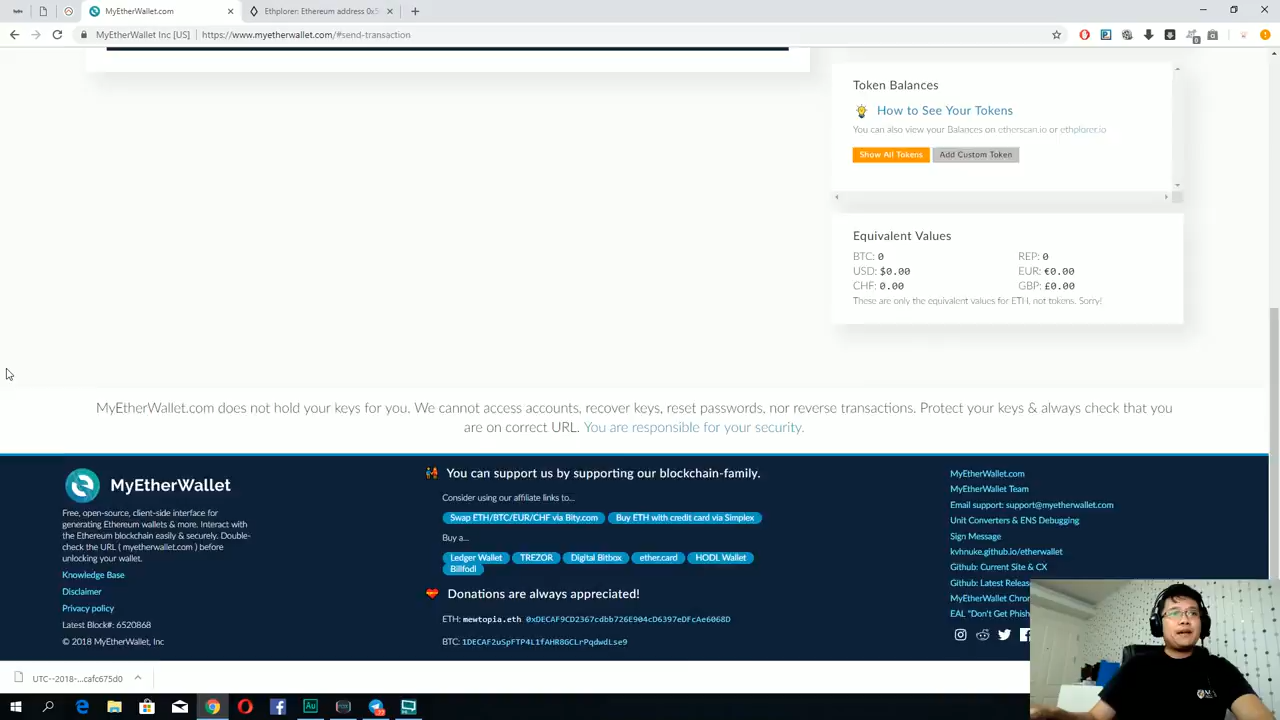 MyEtherWallet.com
Ethplorer: Ethereum address 0x5
MyEtherWallet Inc [US]
https://www.myetherwallet.com/#send-transaction
Token Balances
How to See Your Tokens
You can also view your Balances on etherscan.io or ethplorer.io
Show All Tokens
Add Custom Token
Equivalent Values
BTC: 0
REP: 0
USD: $0.00
EUR: €0.00
CHF: 0.00
GBP: £0.00
These are only the equivalent values for ETH, not tokens. Sorry!
MyEtherWallet.com does not hold your keys for you. We cannot access accounts, recover keys, reset passwords, nor reverse transactions. Protect your keys & always check that you
are on correct URL. You are responsible for your security.
MyEtherWallet
Free, open-source, client-side interface for
generating Ethereum wallets & more. Interact with
the Ethereum blockchain easily & securely. Double-
check the URL ( myetherwallet.com ) before
unlocking your wallet.
Knowledge Base
Disclaimer
Privacy policy
Latest Block#: 6520868
© 2018 MyEtherWallet, Inc
You can support us by supporting our blockchain-family.
Consider using our affiliate links to...
Swap ETH/BTC/EUR/CHF via Bity.com
Buy ETH with credit card via Simplex
Buy a...
Ledger Wallet
TREZOR
Digital Bitbox
ether.card
HODL Wallet
Billfodl
Donations are always appreciated!
ETH: mewtopia.eth 0xDECAF9CD2367cdbb726E904cD6397eDFcAe6068D
BTC: 1DECAF2uSpFTP4L1fAHR8GCLrPqdwdLse9
MyEtherWallet.com
MyEtherWallet Team
Email support: support@myetherwallet.com
Unit Converters & ENS Debugging
Sign Message
kvhnuke.github.io/etherwallet
Github: Current Site & CX
Github: Latest Releas
MyEtherWallet Chro
EAL "Don't Get Phish
UTC--2018-....cafc675d0